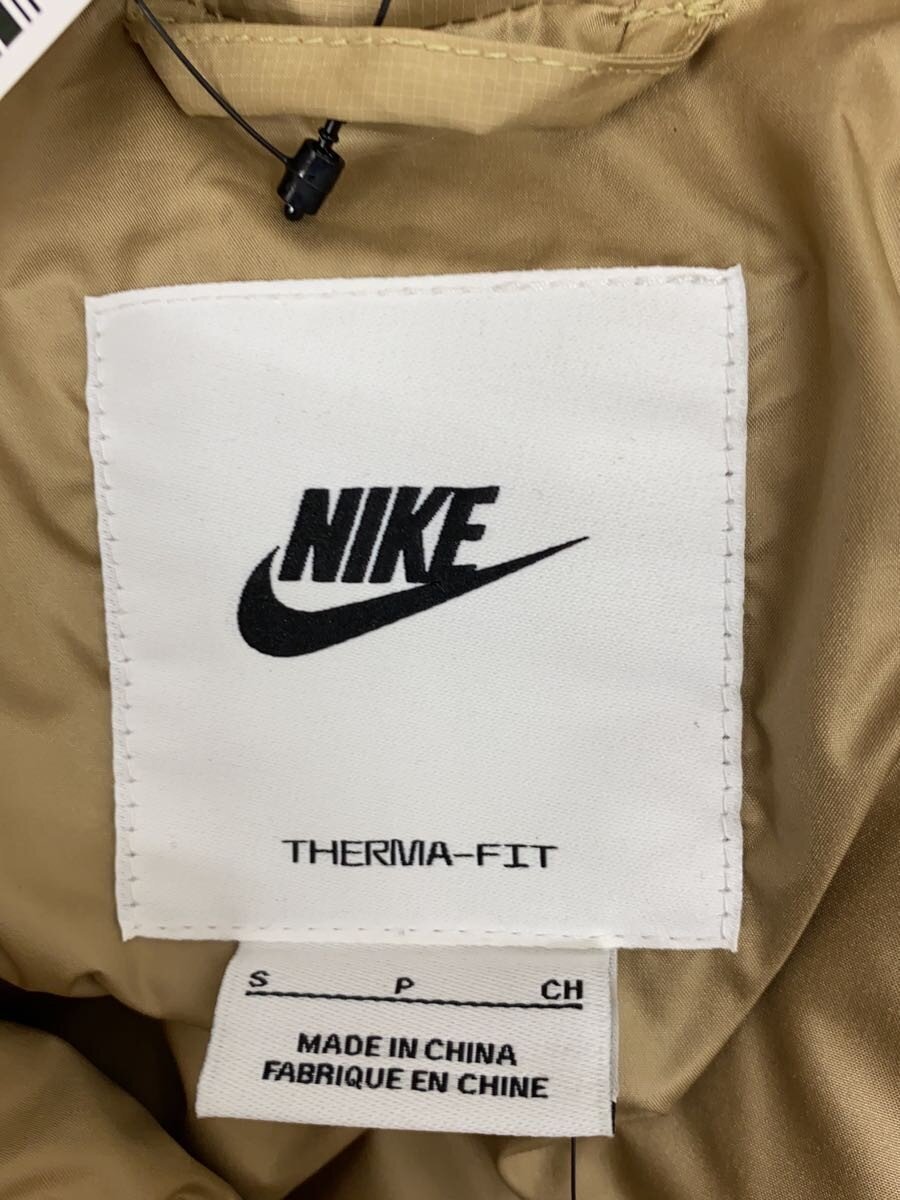 NIKE
THERMA-FIT
S P CH
MADE IN CHINA
FABRIQUE EN CHINE